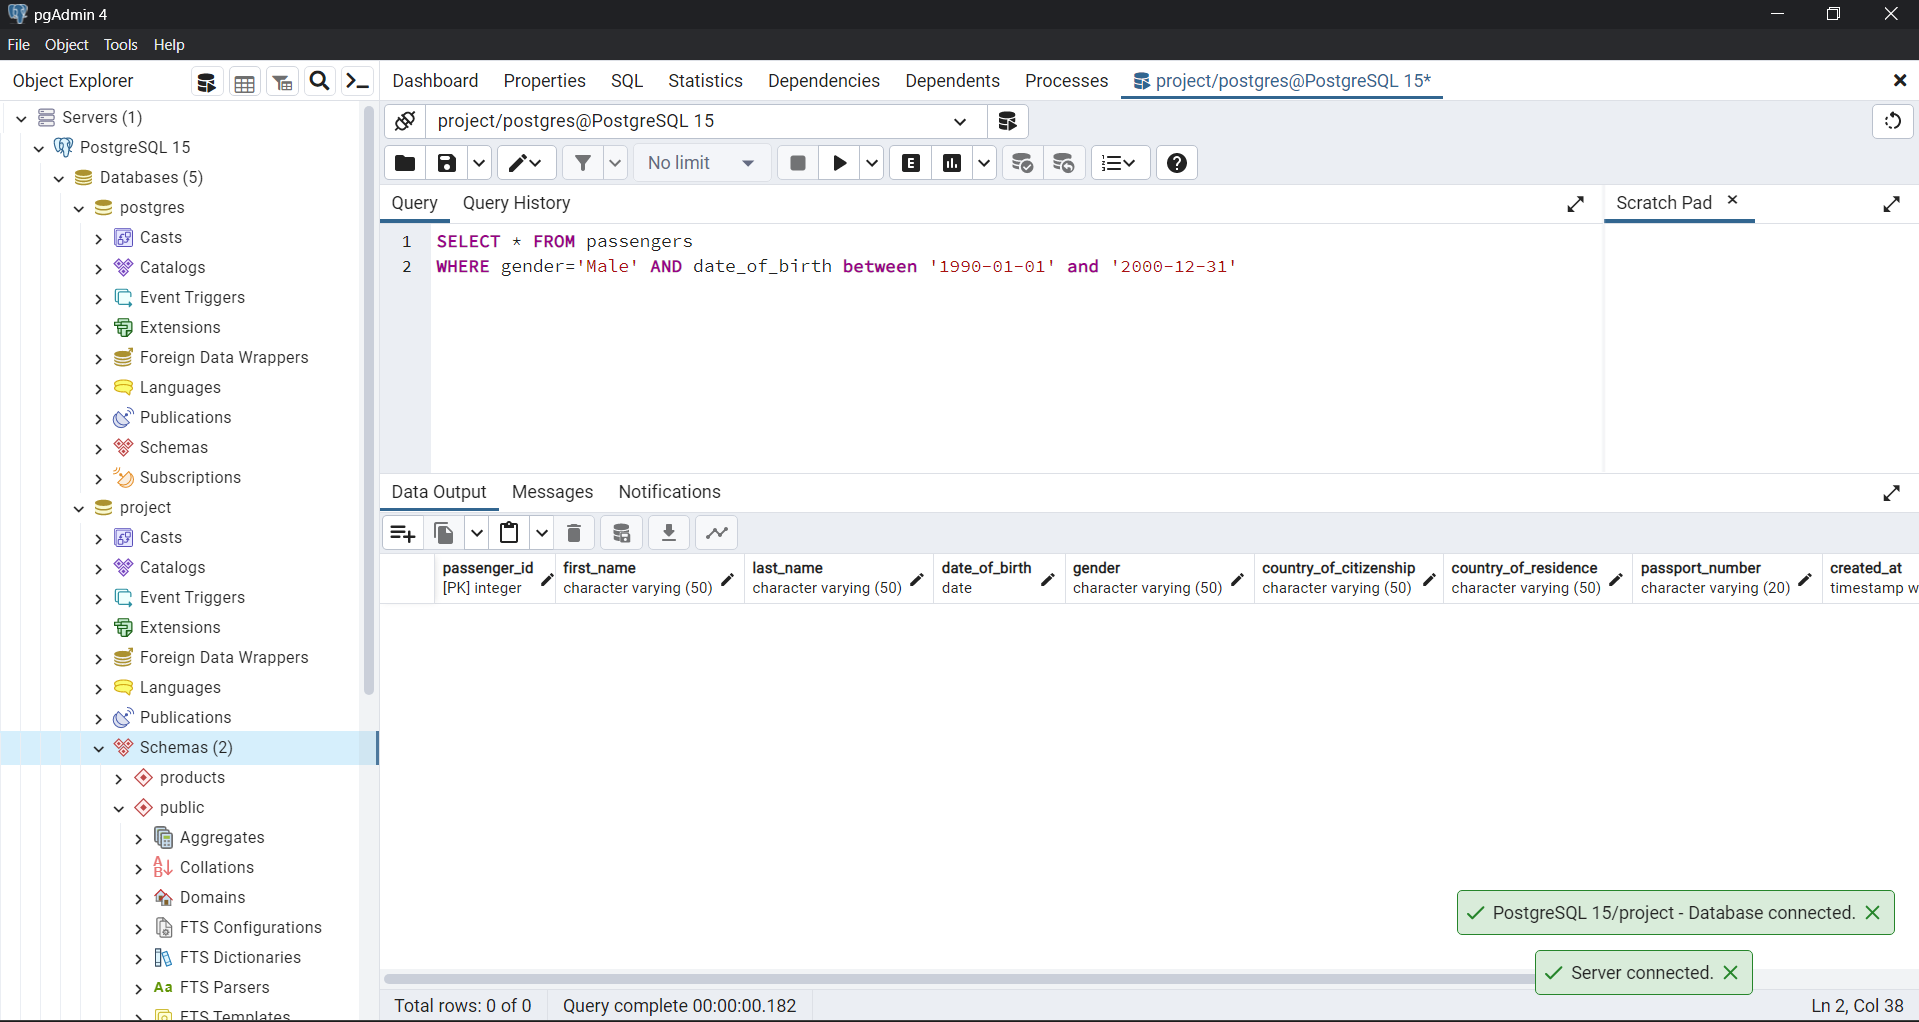 pgAdmin 4
File Object Tools Help
Object Explorer
Dashboard Properties SQL Statistics Dependencies Dependents Processes project/postgres@PostgreSQL 15*
Servers (1)
PostgreSQL 15
Databases (5)
postgres
Casts
Catalogs
Event Triggers
Extensions
Foreign Data Wrappers
Languages
Publications
Schemas
Subscriptions
project
Casts
Catalogs
Event Triggers
Extensions
Foreign Data Wrappers
Languages
Publications
Schemas (2)
products
public
Aggregates
Collations
Domains
FTS Configurations
FTS Dictionaries
Aa FTS Parsers
FTS Templates
project/postgres@PostgreSQL 15
No limit
E
Query Query History
Scratch Pad
1 SELECT * FROM passengers
2 WHERE gender='Male' AND date_of_birth between '1990-01-01' and '2000-12-31'
Data Output Messages Notifications
passenger_id first_name last_name date_of_birth gender country_of_citizenship country_of_residence passport_number created_at
[PK] integer character varying (50) character varying (50) date character varying (50) character varying (50) character varying (50) character varying (20) timestamp w
PostgreSQL 15/project - Database connected.
Server connected.
Total rows: 0 of 0 Query complete 00:00:00.182 Ln 2, Col 38